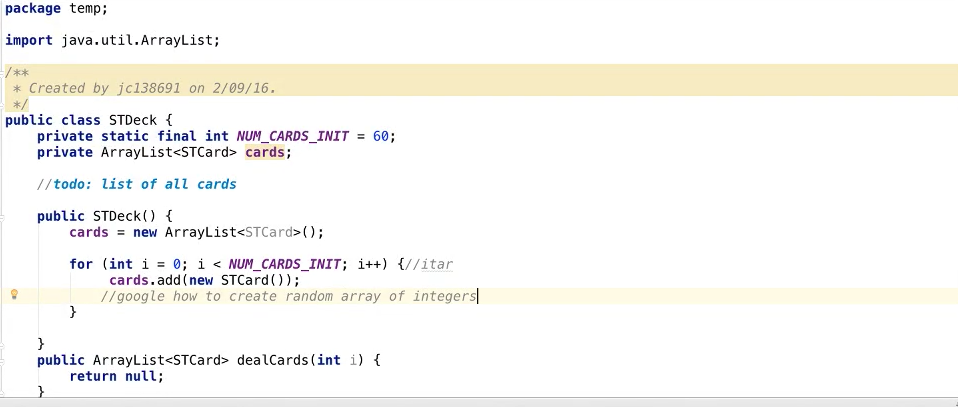 package temp;
import java.util.ArrayList;
/**
* Created by jc138691 on 2/09/16.
*/
public class STDeck {
private static final int NUM_CARDS_INIT = 60;
private ArrayList<STCard> cards;
//todo: list of all cards
public STDeck() {
cards = new ArrayList<STCard>();
for (int i = 0; i < NUM_CARDS_INIT; i++) {//itar
cards.add(new STCard());
//google how to create random array of integers
}
}
public ArrayList<STCard> dealCards(int i) {
return null;
}